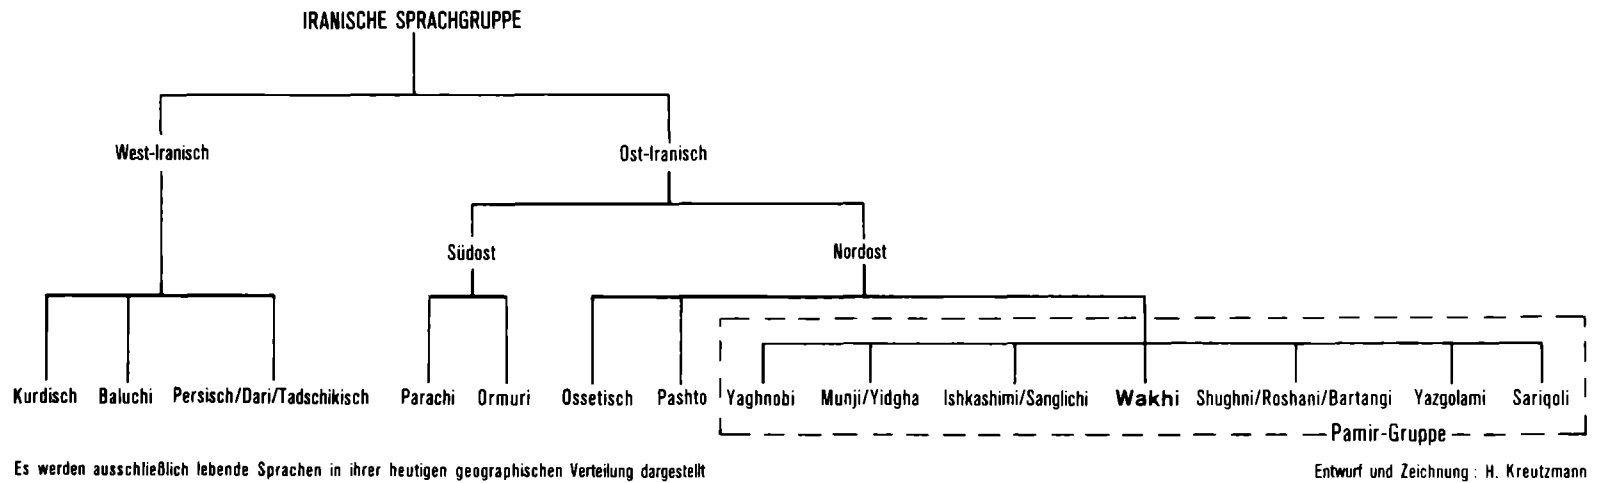 IRANISCHE SPRACHGRUPPE
West-Iranisch Ost-Iranisch
Südost Nordost
Kurdisch Baluchi Persisch/Dari/Tadschikisch Parachi Ormuri Ossetisch Pashto Yaghnobi Munji/Yidgha Ishkashimi/Sanglichi Wakhi Shughni/Roshani/Bartangi Yazgolami Sariqoli
Pamir-Gruppe
Es werden ausschließlich lebende Sprachen in ihrer heutigen geographischen Verteilung dargestellt
Entwurf und Zeichnung : H. Kreutzmann